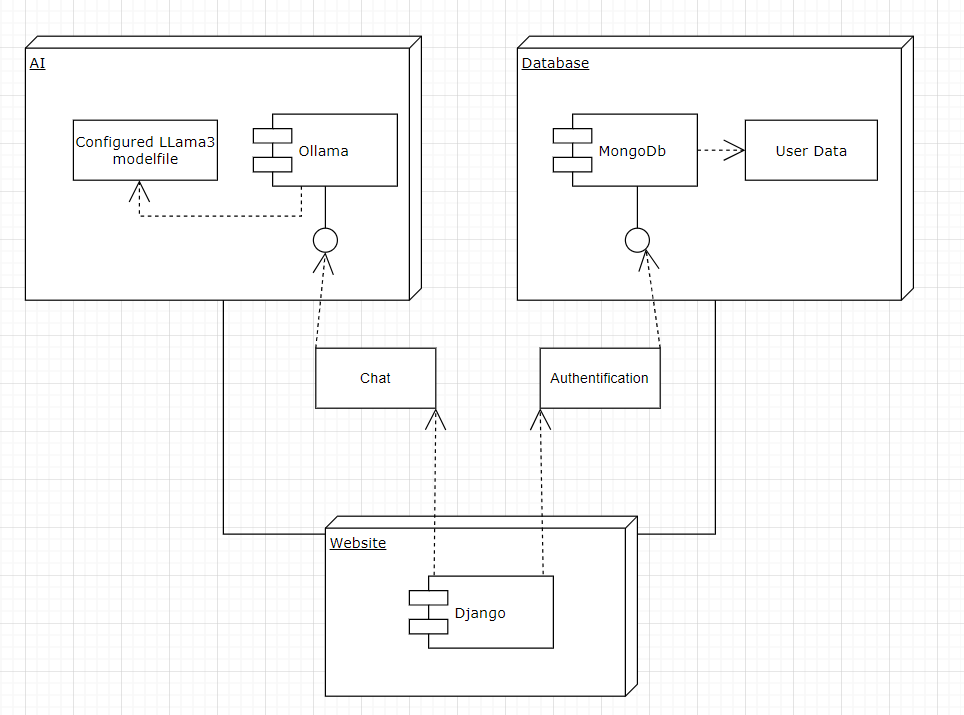 AI
Configured LLama3
modelfile
Ollama
Database
MongoDb
User Data
Chat
Authentification
Website
Django